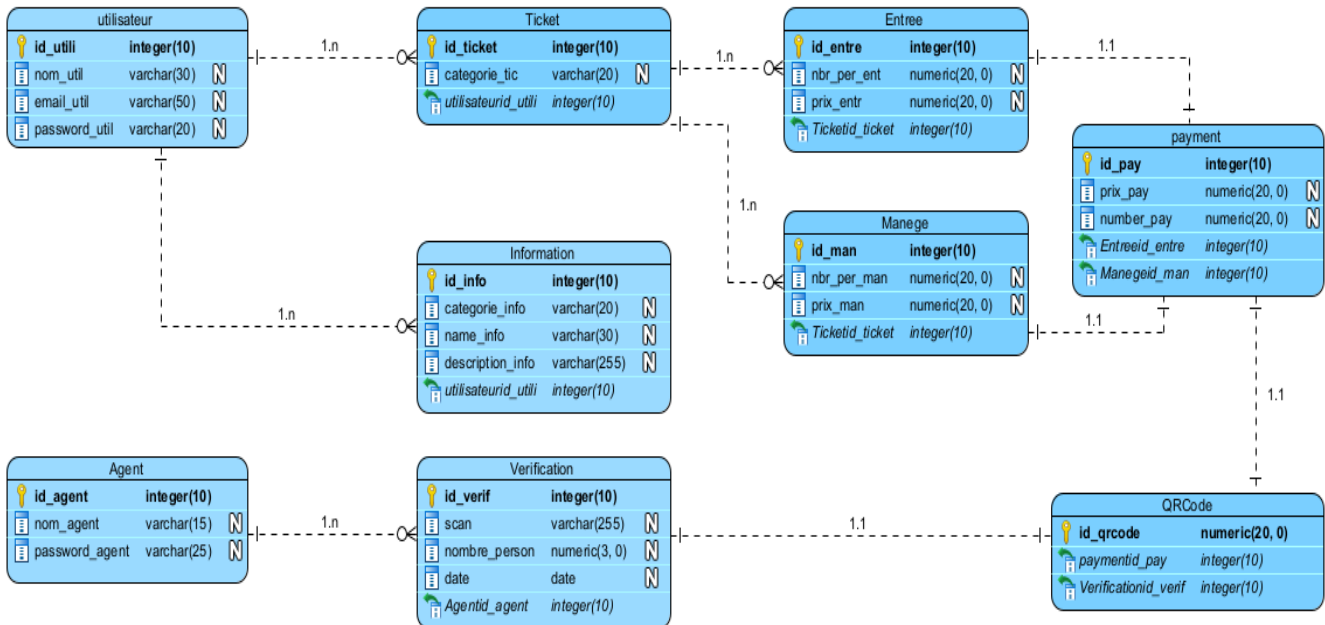 utilisateur
id_utili integer(10)
nom_util varchar(30) N
email_util varchar(50) N
password_util varchar(20) N
1.n
Ticket
id_ticket integer(10)
categorie_tic varchar(20) N
utilisateurid_utili integer(10)
1.n
Entree
id_entre integer(10)
nbr_per_ent numeric(20, 0) N
prix_entr numeric(20, 0) N
Ticketid_ticket integer(10)
1.1
payment
id_pay integer(10)
prix_pay numeric(20, 0) N
number_pay numeric(20, 0) N
Entreeid_entre integer(10)
Manegeid_man integer(10)
1.n
Manege
id_man integer(10)
nbr_per_man numeric(20, 0) N
prix_man numeric(20, 0) N
Ticketid_ticket integer(10)
1.1
1.n
Information
id_info integer(10)
categorie_info varchar(20) N
name_info varchar(30) N
description_info varchar(255) N
utilisateurid_utili integer(10)
1.1
Agent
id_agent integer(10)
nom_agent varchar(15) N
password_agent varchar(25) N
1.n
Verification
id_verif integer(10)
scan varchar(255) N
nombre_person numeric(3, 0) N
date date N
Agentid_agent integer(10)
1.1
QRCode
id_qrcode numeric(20, 0)
paymentid_pay integer(10)
Verificationid_verif integer(10)